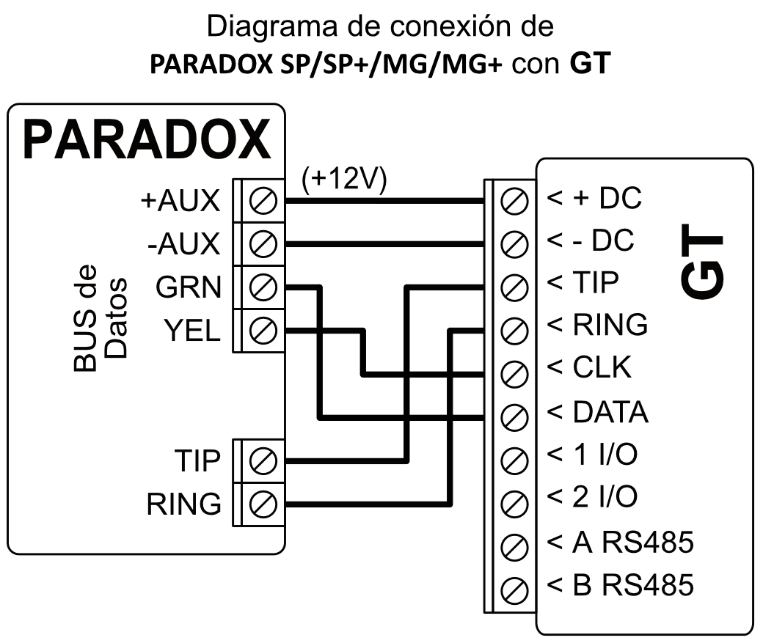 Diagrama de conexión de
PARADOX SP/SP+/MG/MG+ con GT
PARADOX
(+12V)
+AUX
-AUX
GRN
YEL
BUS de
Datos
TIP
RING
GT
< + DC
< - DC
< TIP
< RING
< CLK
< DATA
< 1 I/O
< 2 I/O
< A RS485
< B RS485